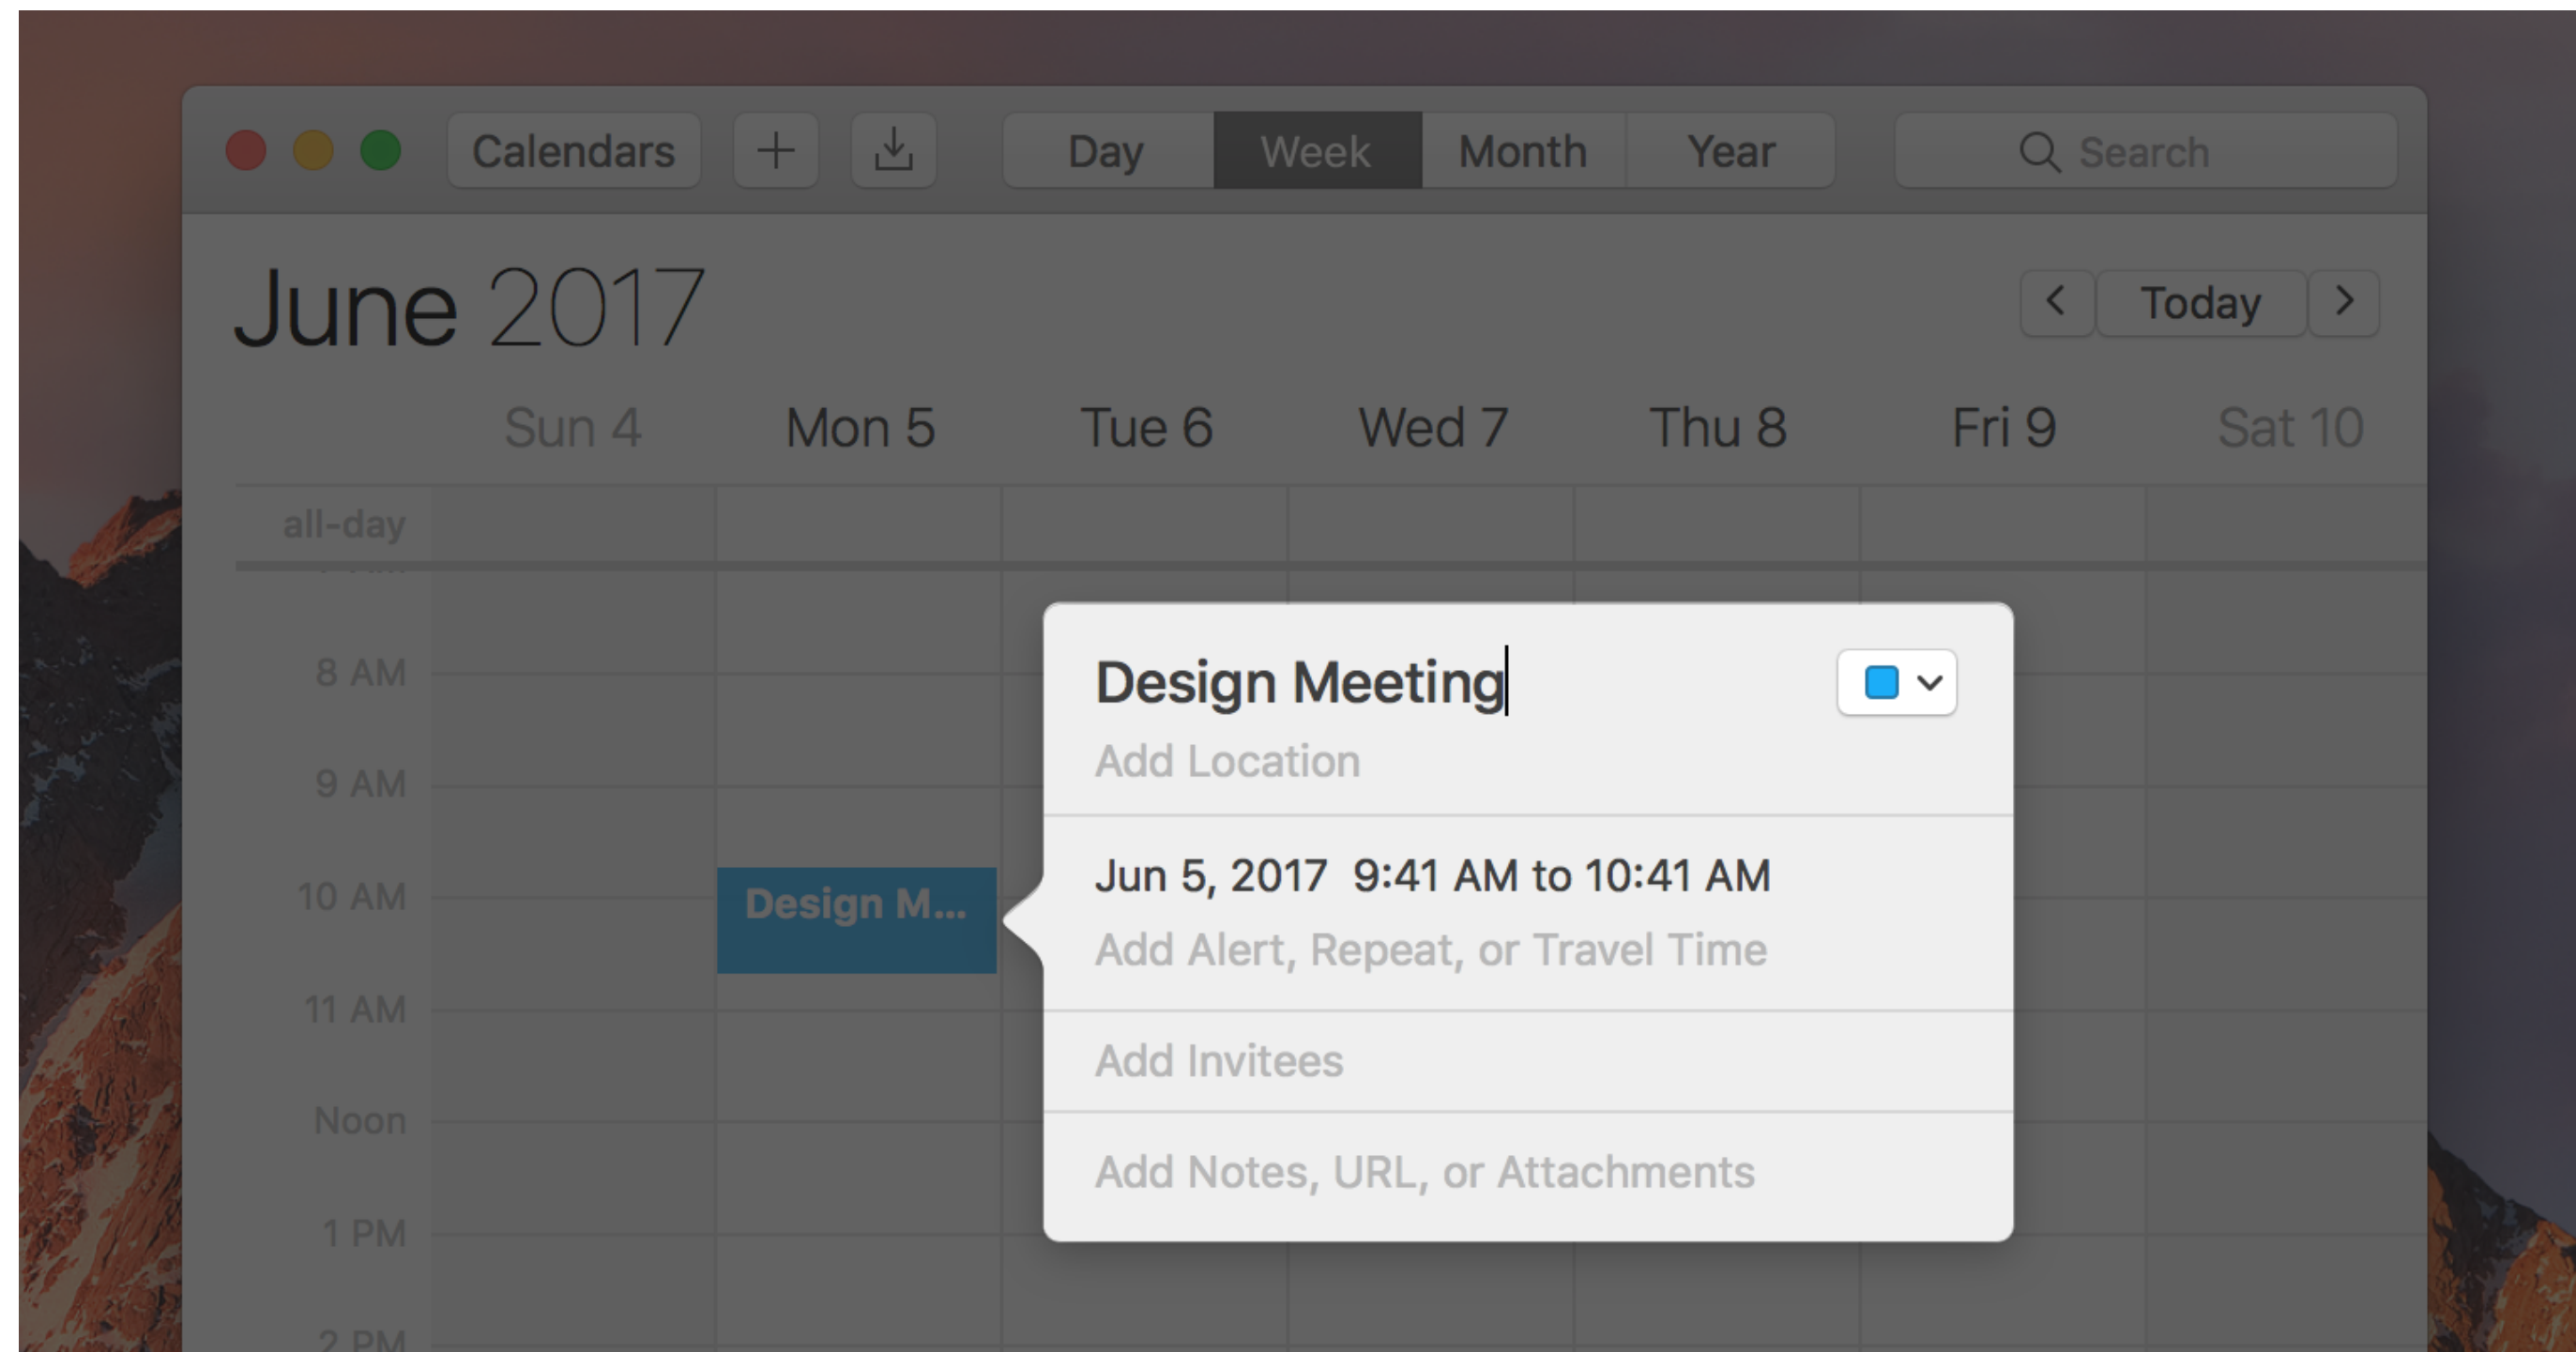 Calendars
Day Week Month Year
Search
June 2017
Today
Sun 4 Mon 5 Tue 6 Wed 7 Thu 8 Fri 9 Sat 10
all-day
8 AM
9 AM
10 AM
11 AM
Noon
1 PM
2 PM
Design M...
Design Meeting
Add Location
Jun 5, 2017 9:41 AM to 10:41 AM
Add Alert, Repeat, or Travel Time
Add Invitees
Add Notes, URL, or Attachments